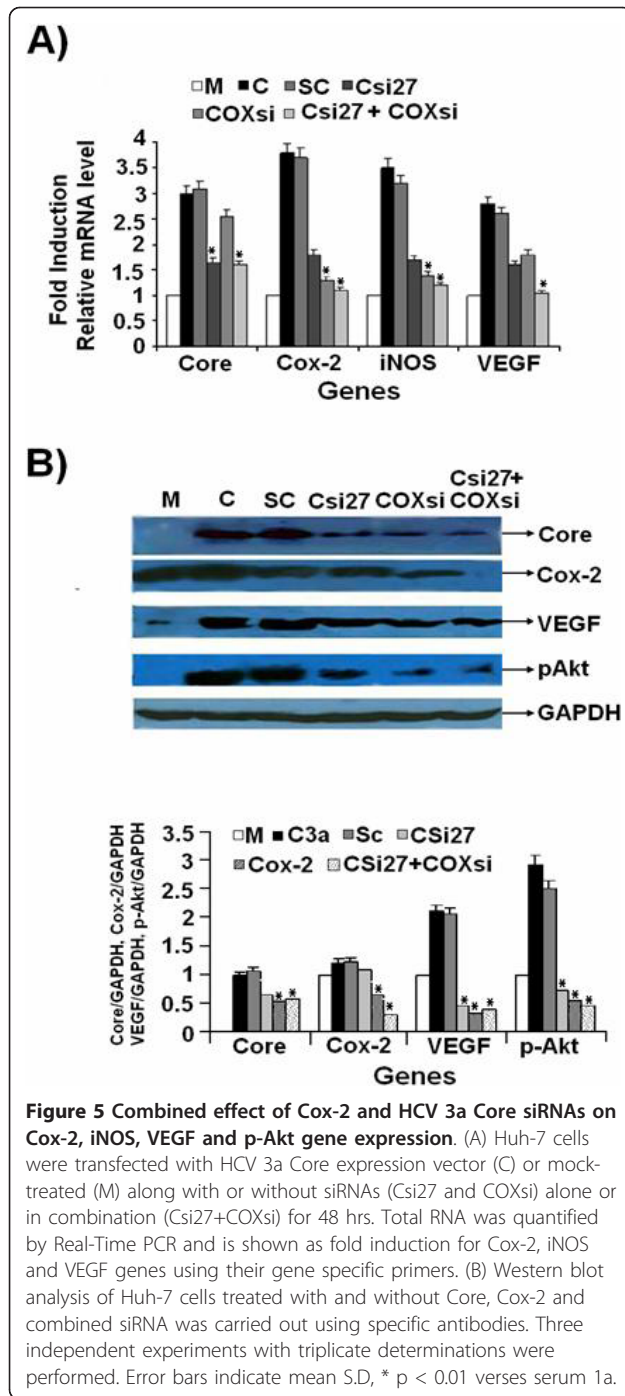 A)
M C SC Csi27
COXsi Csi27 + COXsi
Fold Induction
Relative mRNA level
4
3.5
3
2.5
2
1.5
1
0.5
0
* * * * * * *
Core Cox-2 iNOS VEGF
Genes
B)
M C SC Csi27 COXsi Csi27+
COXsi
Core
Cox-2
VEGF
pAkt
GAPDH
Core/GAPDH, Cox-2/GAPDH
VEGF/GAPDH, p-Akt/GAPDH
3.5
3
2.5
2
1.5
1
0.5
0
M C3a Sc CSi27
Cox-2 CSi27+COXsi
* * * * * * * * * *
Core Cox-2 VEGF p-Akt
Genes
Figure 5 Combined effect of Cox-2 and HCV 3a Core siRNAs on
Cox-2, iNOS, VEGF and p-Akt gene expression. (A) Huh-7 cells
were transfected with HCV 3a Core expression vector (C) or mock-
treated (M) along with or without siRNAs (Csi27 and COXsi) alone or
in combination (Csi27+COXsi) for 48 hrs. Total RNA was quantified
by Real-Time PCR and is shown as fold induction for Cox-2, iNOS
and VEGF genes using their gene specific primers. (B) Western blot
analysis of Huh-7 cells treated with and without Core, Cox-2 and
combined siRNA was carried out using specific antibodies. Three
independent experiments with triplicate determinations were
performed. Error bars indicate mean S.D, * p < 0.01 verses serum 1a.